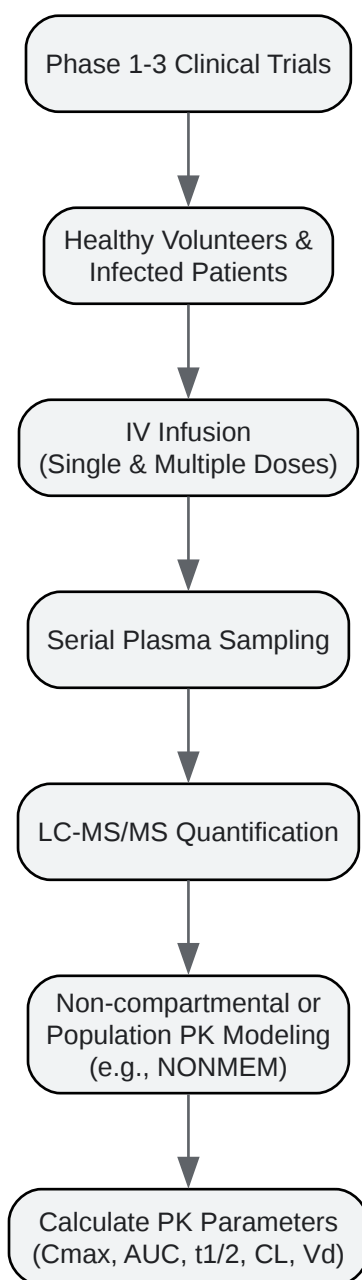 Phase 1-3 Clinical Trials
Healthy Volunteers &
Infected Patients
IV Infusion
(Single & Multiple Doses)
Serial Plasma Sampling
LC-MS/MS Quantification
Non-compartmental or
Population PK Modeling
(e.g., NONMEM)
Calculate PK Parameters
(Cmax, AUC, t1/2, CL, Vd)